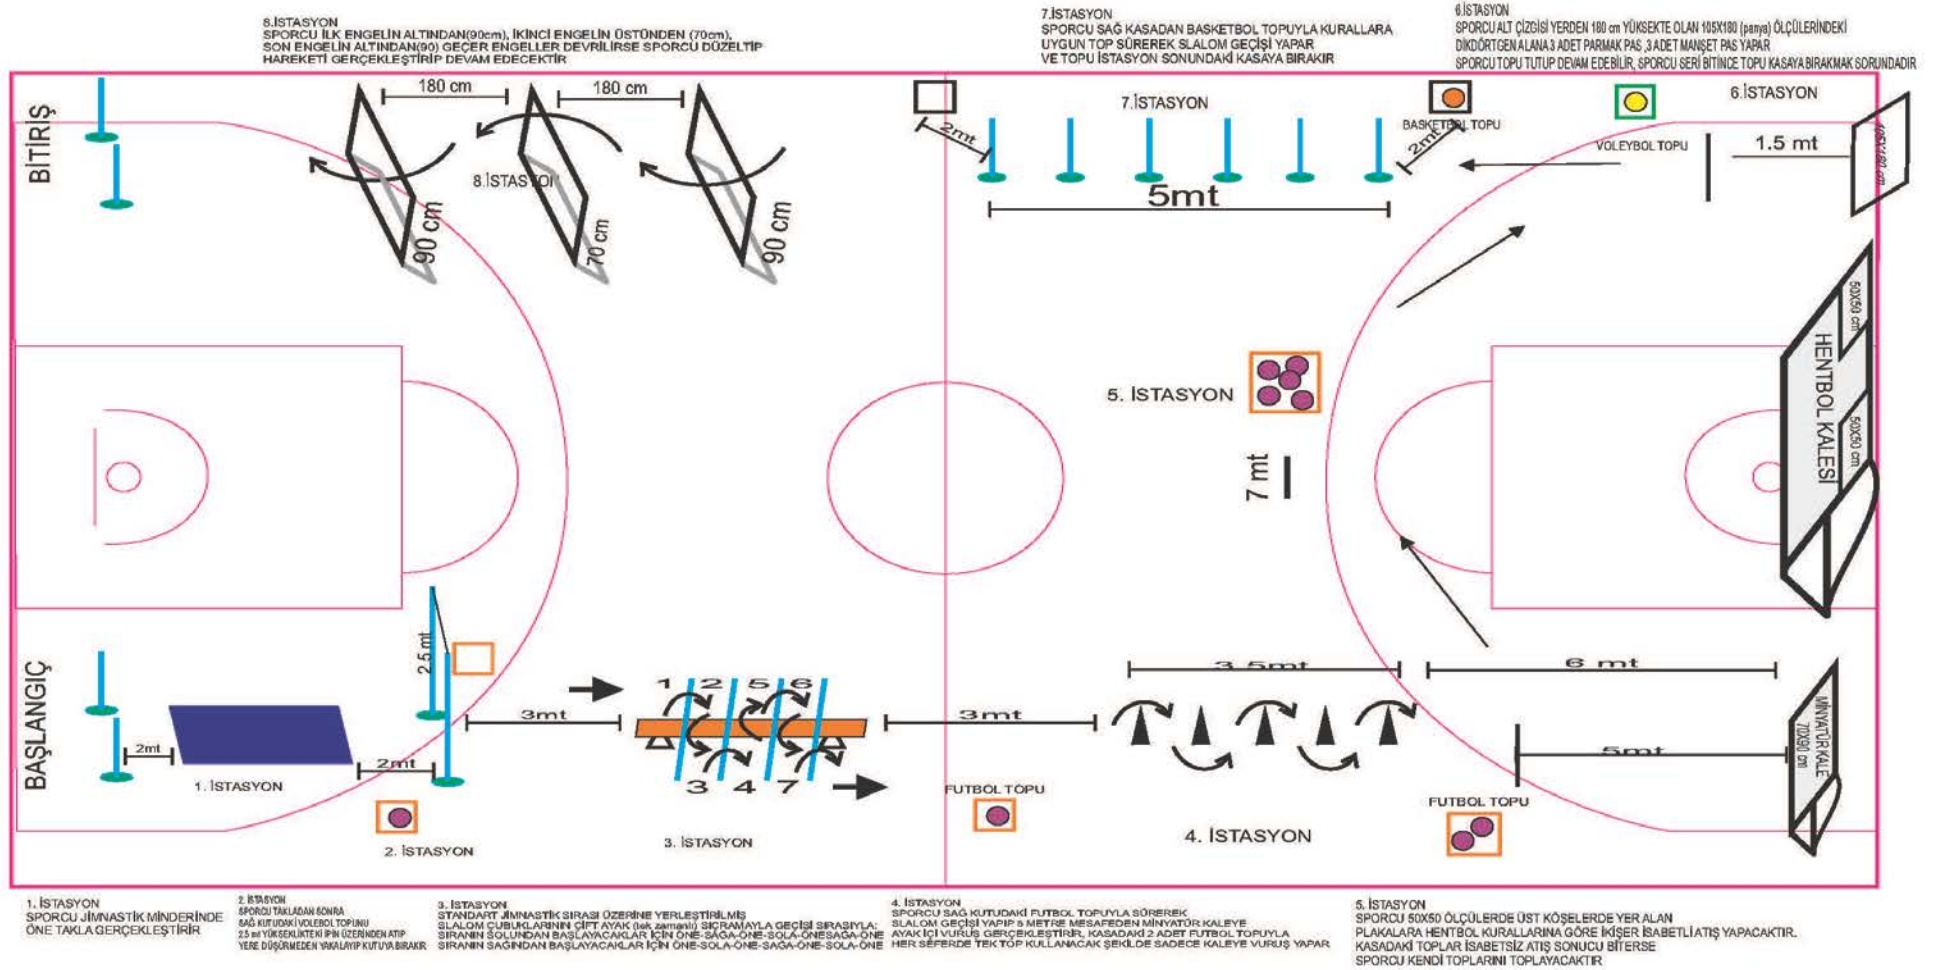 8.İSTASYON
SPORCU İLK ENGELİN ALTINDAN(90cm), İKİNCİ ENGELİN ÜSTÜNDEN (70cm),
SON ENGELİN ALTINDAN(90) GEÇER ENGELLER DEVRİLİRSE SPORCU DÜZELTİP
HAREKETİ GERÇEKLEŞTİRİP DEVAM EDECEKTİR
7.İSTASYON
SPORCU SAĞ KASADAN BASKETBOL TOPUYLA KURALLARA
UYGUN TOP SÜREREK SLALOM GEÇİŞİ YAPAR
VE TOPU İSTASYON SONUNDAKİ KASAYA BIRAKIR
6.İSTASYON
SPORCU ALT ÇİZGİSİ YERDEN 180 cm YÜKSEKTE OLAN 105X180 (panya) ÖLÇÜLERİNDEKİ
DİKDÖRTGEN ALANA 3 ADET PARMAK PAS ,3 ADET MANŞET PAS YAPAR
SPORCU TOPU TUTUP DEVAM EDEBİLİR, SPORCU SERİ BİTİNCE TOPU KASAYA BIRAKMAK SORUNDADIR
BİTİRİŞ
180 cm
180 cm
8.İSTASYON
90 cm
70 cm
90 cm
2mt
7.İSTASYON
5mt
BASKETBOL TOPU
2mt
VOLEYBOL TOPU
6.İSTASYON
1.5 mt
105X180 cm
5. İSTASYON
7 mt
50X50 cm
50X50 cm
HENTBOL KALESİ
BAŞLANGIÇ
2mt
1. İSTASYON
2mt
2.5 mt
2. İSTASYON
3mt
1 2 5 6
3 4 7
3. İSTASYON
3mt
FUTBOL TOPU
3,5mt
4. İSTASYON
6 mt
5mt
FUTBOL TOPU
MİNYATÜR KALE
70X90 cm
1. İSTASYON
SPORCU JİMNASTİK MİNDERİNDE
ÖNE TAKLA GERÇEKLEŞTİRİR
2. İSTASYON
SPORCU TAKLADAN SONRA
SAĞ KUTUDAKİ VOLEBOL TOPUNU
2.5 mt YÜKSEKLİKTEKİ İPİN ÜZERİNDEN ATIP
YERE DÜŞÜRMEDEN YAKALAYIP KUTUYA BIRAKIR
3. İSTASYON
STANDART JİMNASTİK SIRASI ÜZERİNE YERLEŞTİRİLMİŞ
SLALOM ÇUBUKLARININ ÇİFT AYAK (tek zamanlı) SIÇRAMAYLA GEÇİŞİ SIRASIYLA:
SIRANIN SOLUNDAN BAŞLAYACAKLAR İÇİN ÖNE-SAĞA-ÖNE-SOLA-ÖNESAĞA-ÖNE
SIRANIN SAĞINDAN BAŞLAYACAKLAR İÇİN ÖNE-SOLA-ÖNE-SAĞA-ÖNE-SOLA-ÖNE
4. İSTASYON
SPORCU SAĞ KUTUDAKİ FUTBOL TOPUYLA SÜREREK
SLALOM GEÇİŞİ YAPIP 5 METRE MESAFEDEN MİNYATÜR KALEYE
AYAK İÇİ VURUŞ GERÇEKLEŞTİRİR, KASADAKİ 2 ADET FUTBOL TOPUYLA
HER SEFERDE TEK TOP KULLANACAK ŞEKİLDE SADECE KALEYE VURUŞ YAPAR
5. İSTASYON
SPORCU 50X50 ÖLÇÜLERDE ÜST KÖŞELERDE YER ALAN
PLAKALARA HENTBOL KURALLARINA GÖRE İKİŞER İSABETLİ ATIŞ YAPACAKTIR.
KASADAKİ TOPLAR İSABETSİZ ATIŞ SONUCU BİTERSE
SPORCU KENDİ TOPLARINI TOPLAYACAKTIR